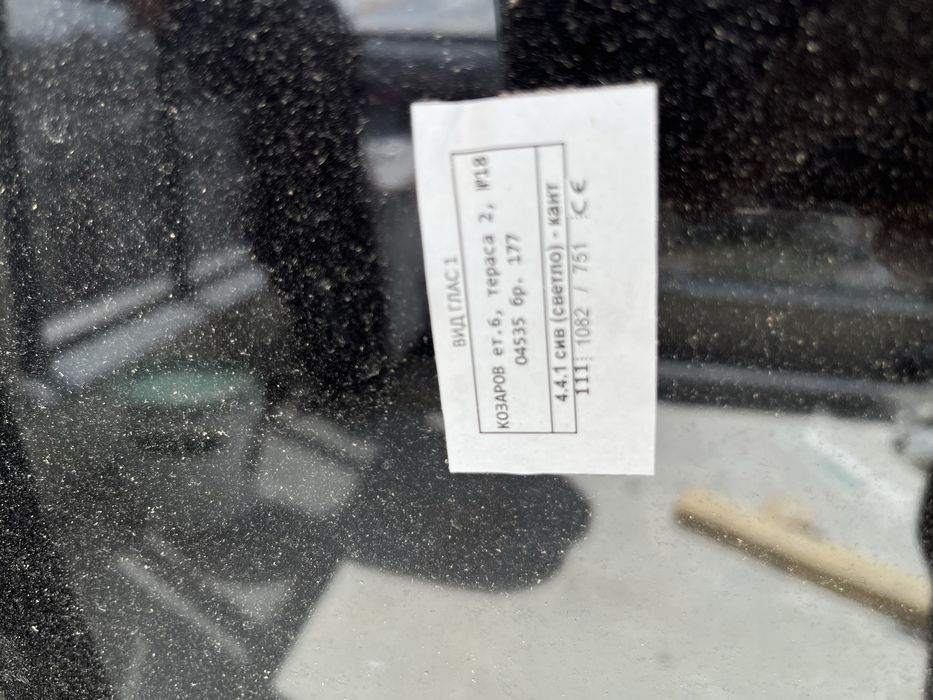 ВИД ГЛАС 1
КОЗАРОВ ет.6, тераса 2, №18
04535 бр. 177
4.4.1 сив (светло) - кант
111⋮ 1082 / 751 CE